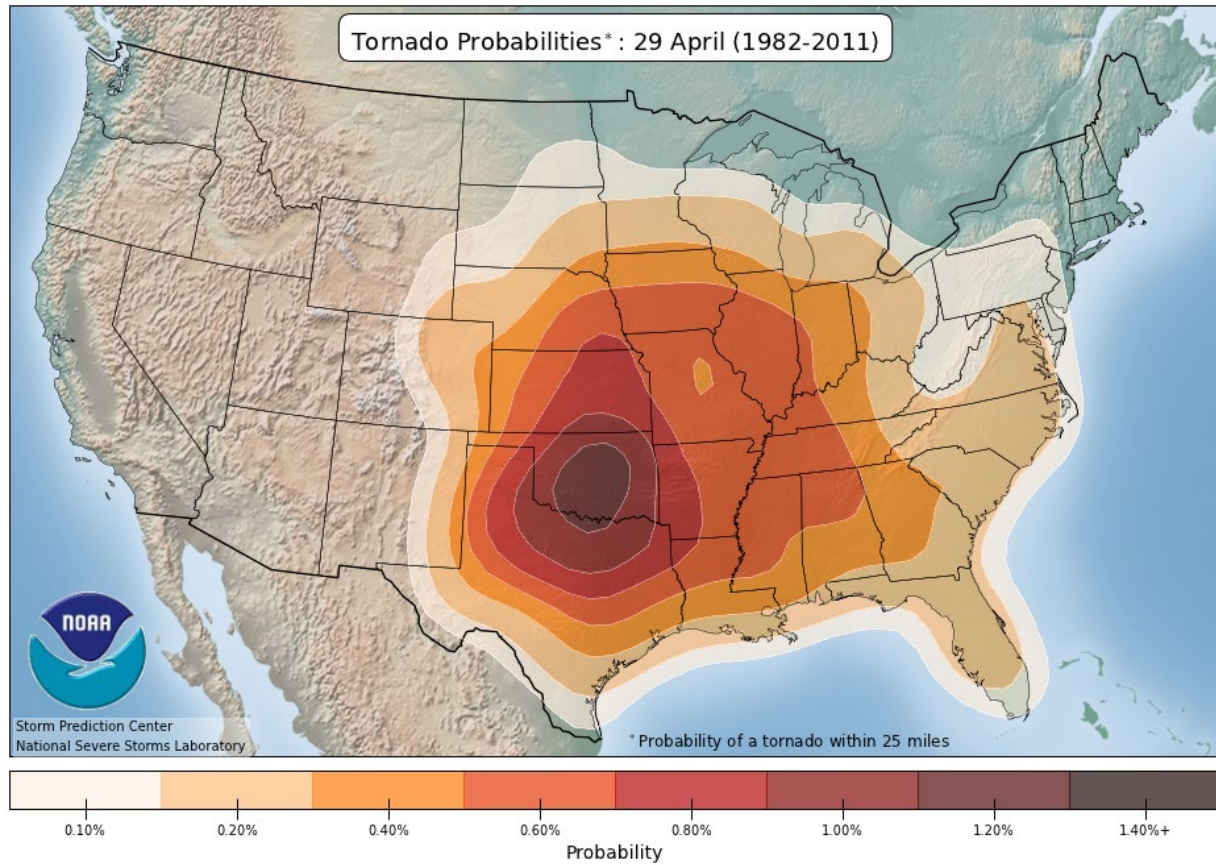 Tornado Probabilities*: 29 April (1982-2011)
NOAA
Storm Prediction Center
National Severe Storms Laboratory
*Probability of a tornado within 25 miles
0.10% 0.20% 0.40% 0.60% 0.80% 1.00% 1.20% 1.40%+
Probability